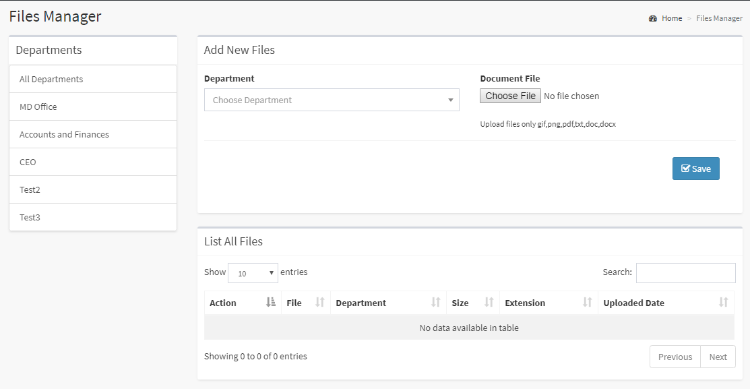 Files Manager
Home > Files Manager
Departments
All Departments
MD Office
Accounts and Finances
CEO
Test2
Test3
Add New Files
Department
Choose Department
Document File
Choose File No file chosen
Upload files only gif,png,pdf,txt,doc,docx
Save
List All Files
Show 10 entries
Search:
Action File Department Size Extension Uploaded Date
No data available in table
Showing 0 to 0 of 0 entries
Previous Next